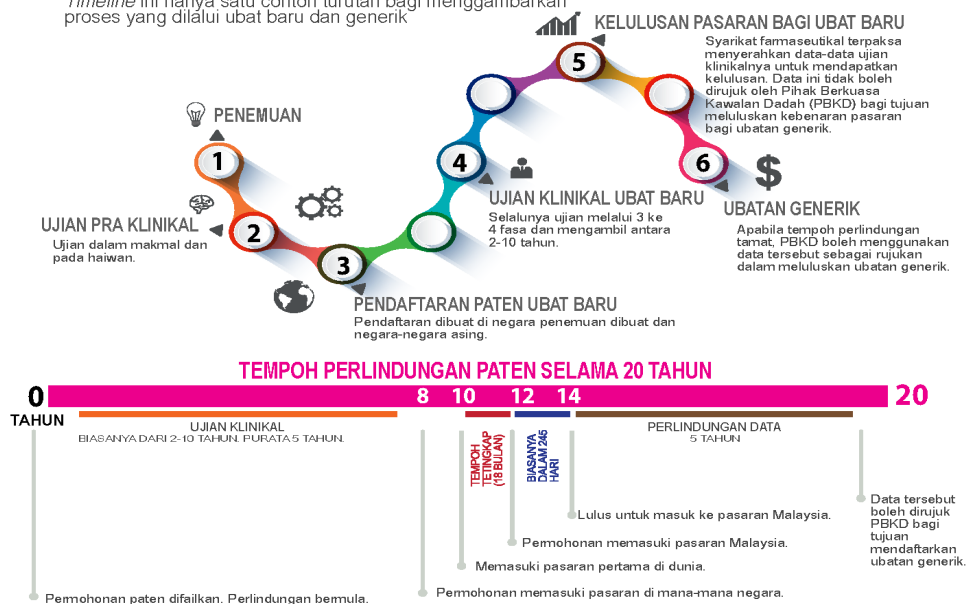 Timeline ini hanya satu contoh turutan bagi menggambarkan
proses yang dilalui ubat baru dan generik
KELULUSAN PASARAN BAGI UBAT BARU
Syarikat farmaseutikal terpaksa
menyerahkan data-data ujian
klinikalnya untuk mendapatkan
kelulusan. Data ini tidak boleh
dirujuk oleh Pihak Berkuasa
Kawalan Dadah (PBKD) bagi tujuan
meluluskan kebenaran pasaran
bagi ubatan generik.
5
PENEMUAN
1
4
6
$
UJIAN KLINIKAL UBAT BARU
Selalunya ujian melalui 3 ke
4 fasa dan mengambil antara
2-10 tahun.
UBATAN GENERIK
Apabila tempoh perlindungan
tamat, PBKD boleh menggunakan
data tersebut sebagai rujukan
dalam meluluskan ubatan generik.
UJIAN PRA KLINIKAL
Ujian dalam makmal dan
pada haiwan.
2
3
PENDAFTARAN PATEN UBAT BARU
Pendaftaran dibuat di negara penemuan dibuat dan
negara-negara asing.
TEMPOH PERLINDUNGAN PATEN SELAMA 20 TAHUN
0 8 10 12 14 20
TAHUN
UJIAN KLINIKAL
BIASANYA DARI 2-10 TAHUN. PURATA 5 TAHUN.
TEMPOH
TETINGKAP
(18 BULAN)
BIASANYA
DALAM 245
HARI
PERLINDUNGAN DATA
5 TAHUN
Data tersebut
boleh dirujuk
PBKD bagi
tujuan
mendaftarkan
ubatan generik.
Lulus untuk masuk ke pasaran Malaysia.
Permohonan memasuki pasaran Malaysia.
Memasuki pasaran pertama di dunia.
Permohonan memasuki pasaran di mana-mana negara.
Permohonan paten difailkan. Perlindungan bermula.